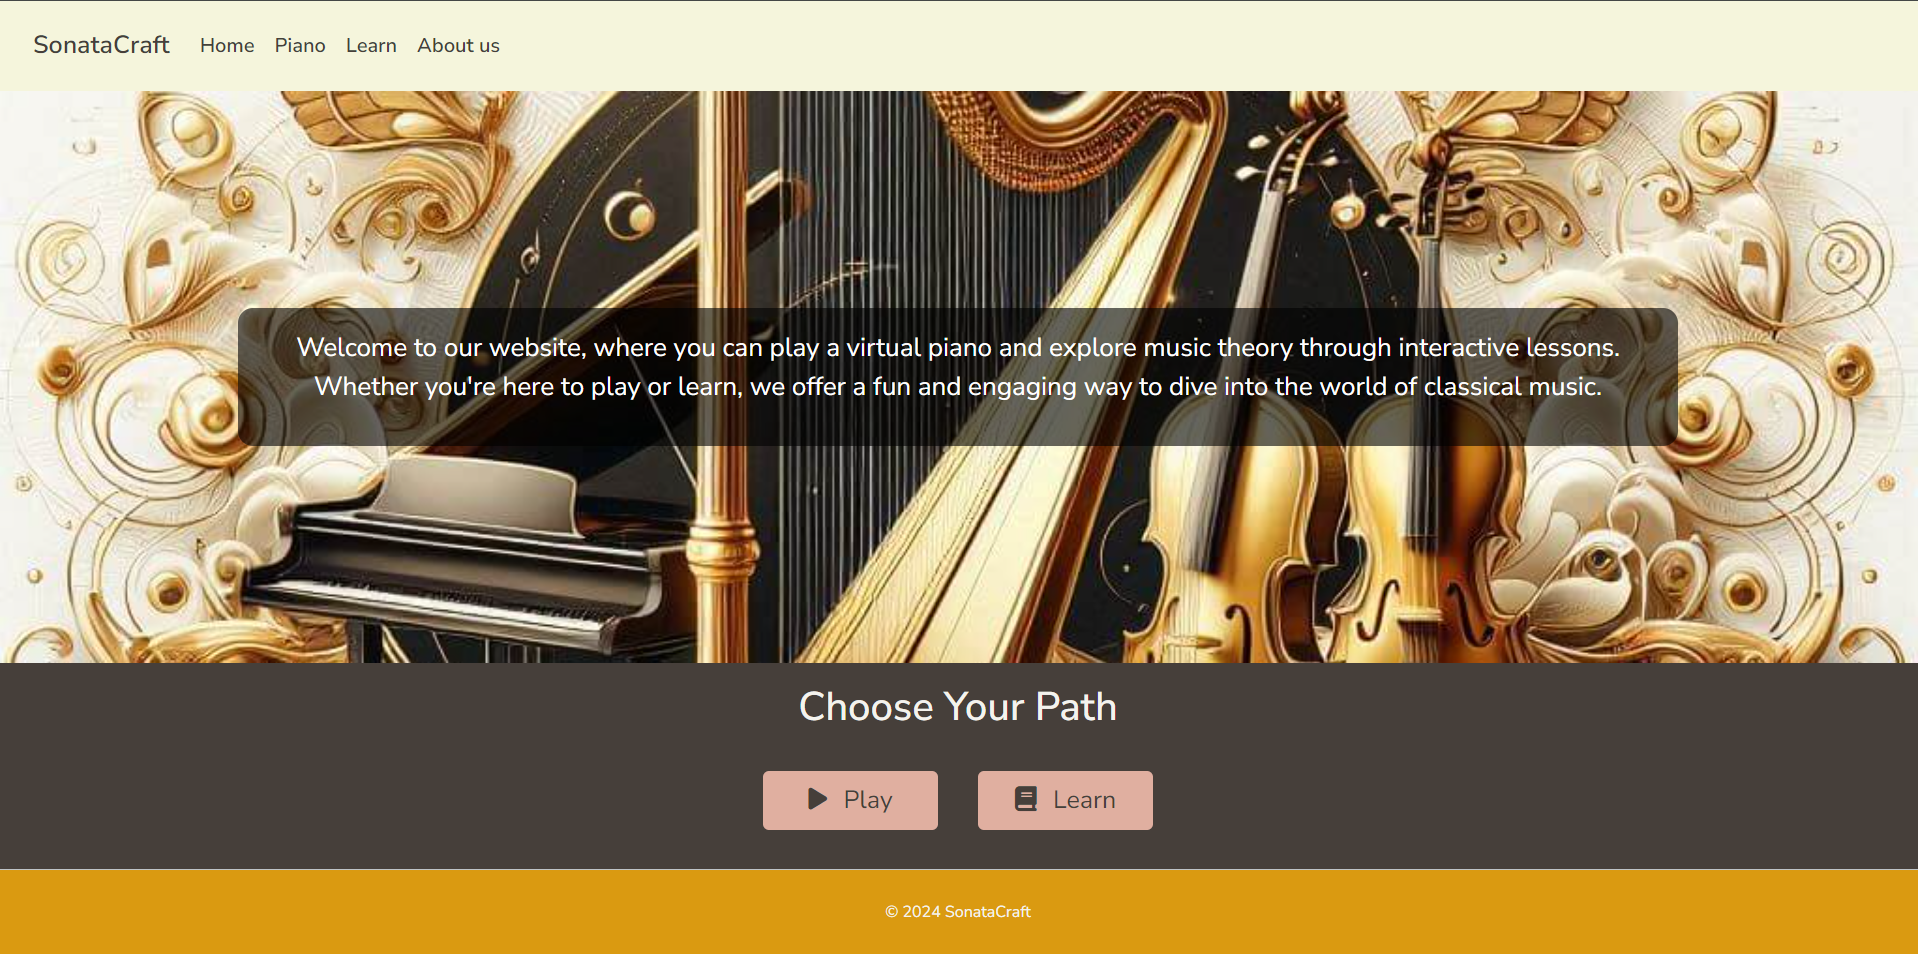 SonataCraft Home Piano Learn About us
Welcome to our website, where you can play a virtual piano and explore music theory through interactive lessons.
Whether you're here to play or learn, we offer a fun and engaging way to dive into the world of classical music.
Choose Your Path
Play Learn
© 2024 SonataCraft